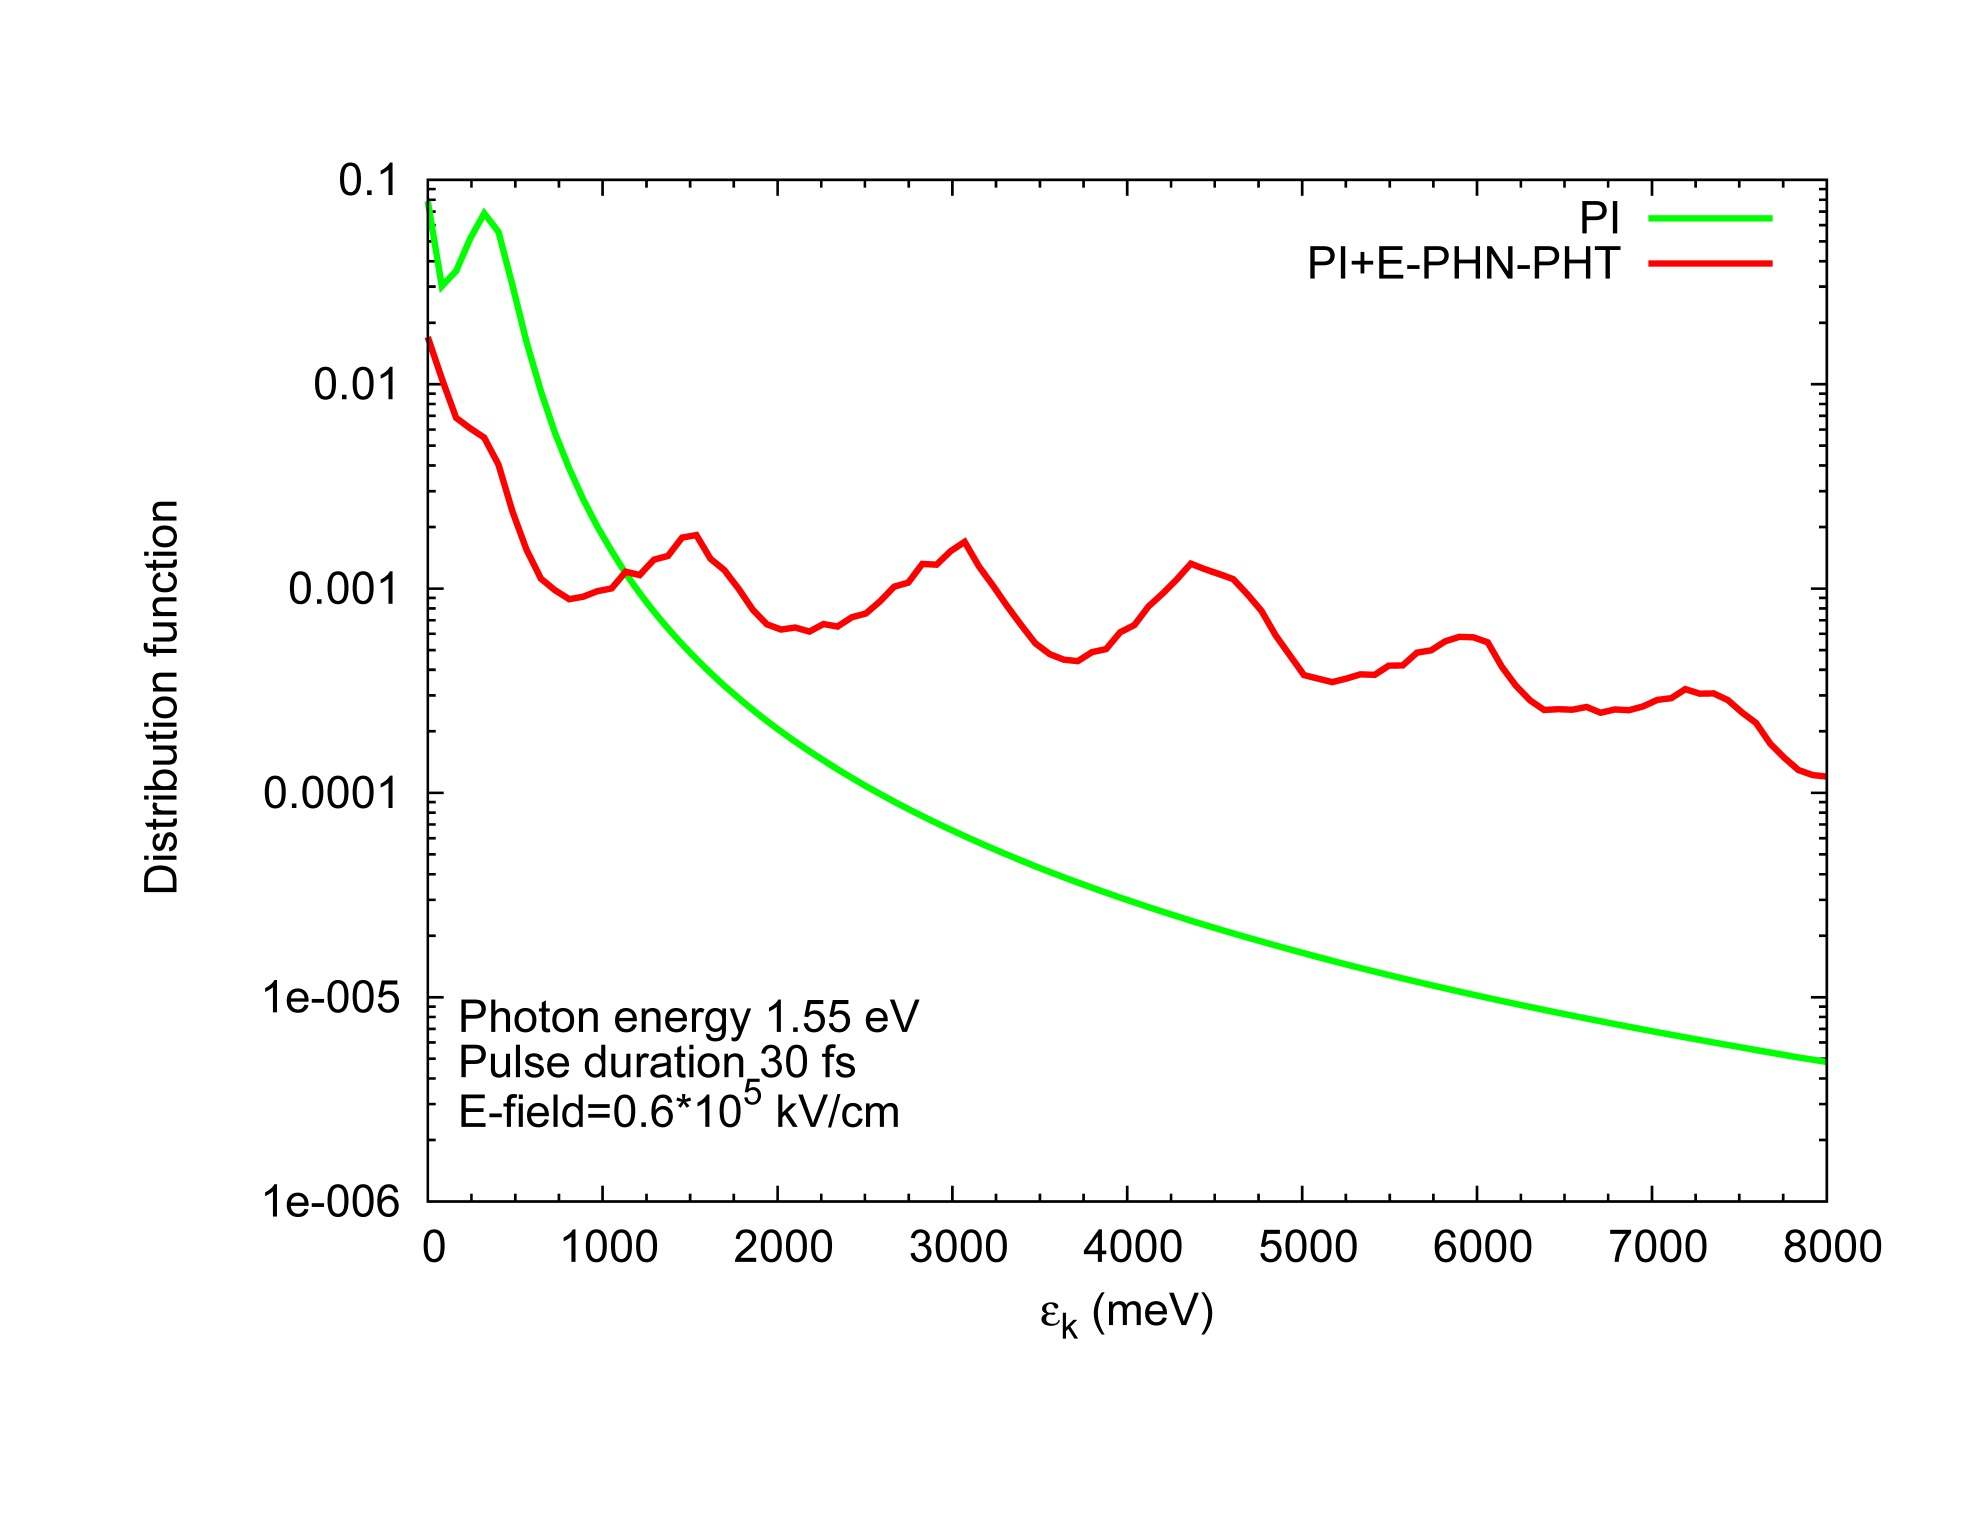 0.1
0.01
0.001
0.0001
1e-005
1e-006
Distribution function
PI
PI+E-PHN-PHT
Photon energy 1.55 eV
Pulse duration 30 fs
E-field=0.6*10⁵ kV/cm
0 1000 2000 3000 4000 5000 6000 7000 8000
εₖ (meV)